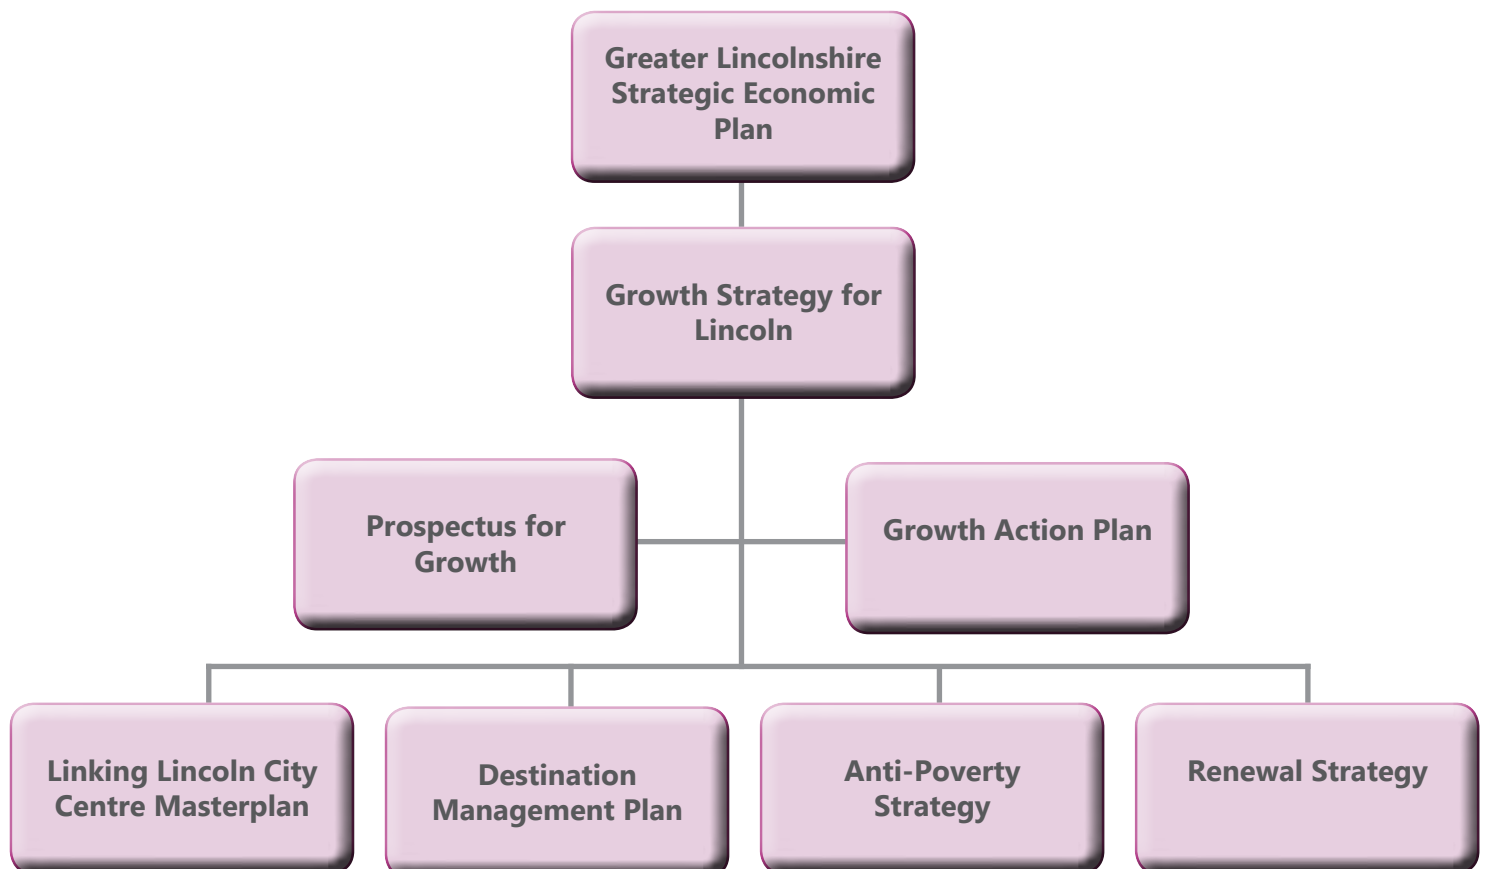 Greater Lincolnshire
Strategic Economic
Plan
Growth Strategy for
Lincoln
Prospectus for
Growth
Growth Action Plan
Linking Lincoln City
Centre Masterplan
Destination
Management Plan
Anti-Poverty
Strategy
Renewal Strategy